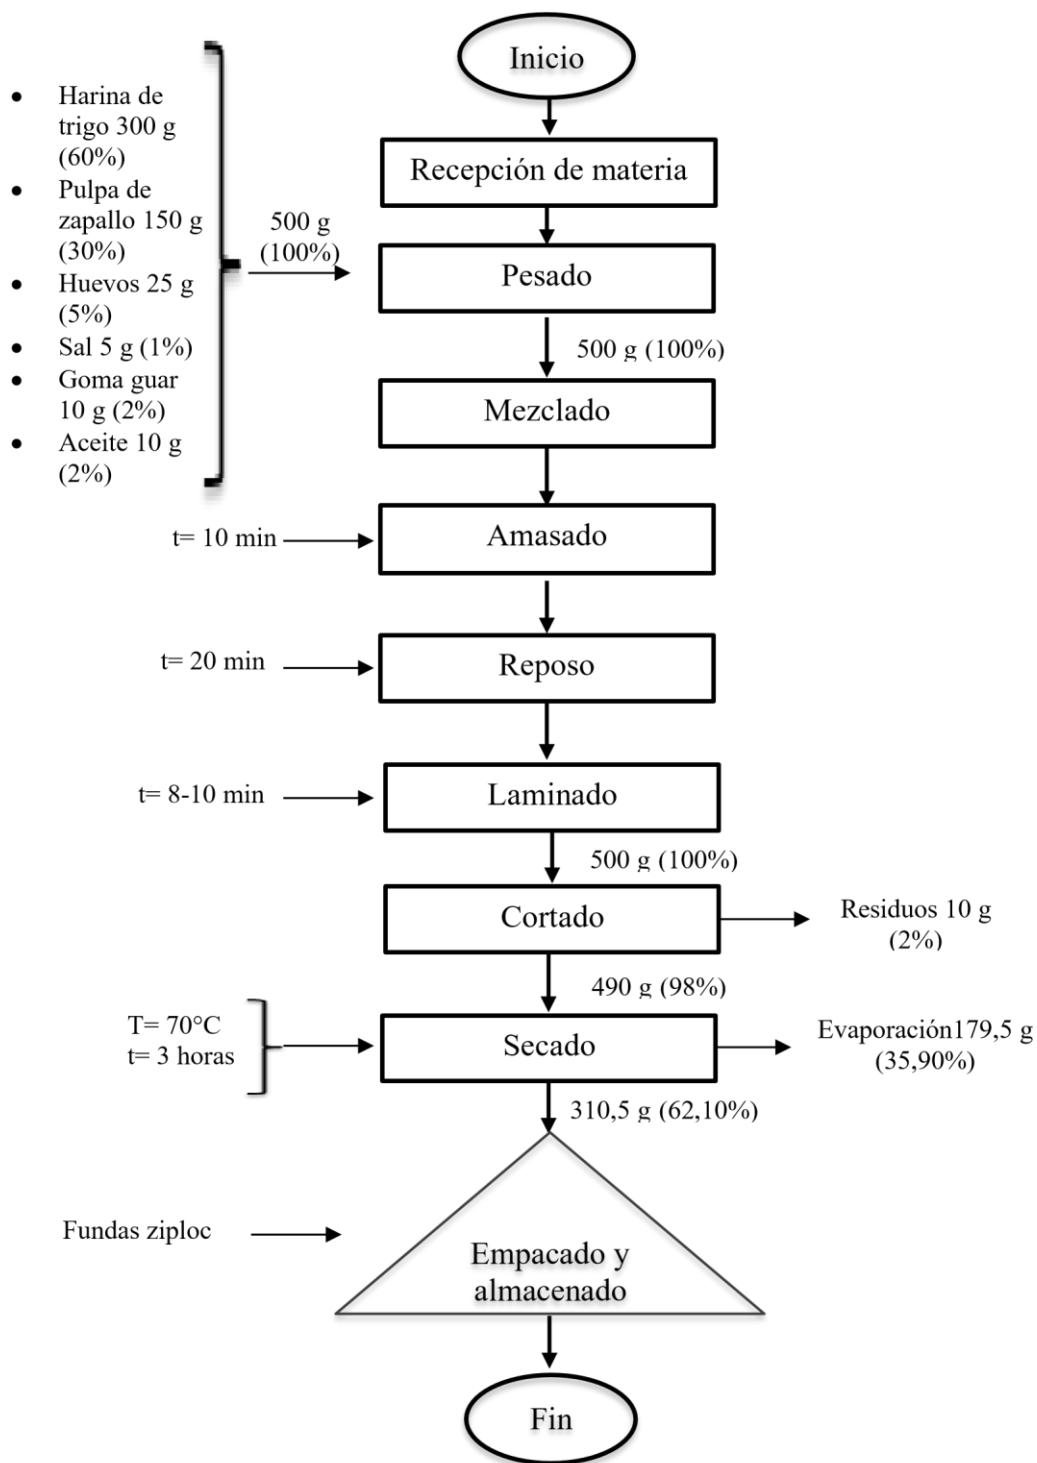 Inicio
Harina de
trigo 300 g
(60%)
Pulpa de
zapallo 150 g
(30%)
Huevos 25 g
(5%)
Sal 5 g (1%)
Goma guar
10 g (2%)
Aceite 10 g
(2%)
500 g
(100%)
Recepción de materia
Pesado
500 g (100%)
Mezclado
t= 10 min
Amasado
t= 20 min
Reposo
t= 8-10 min
Laminado
500 g (100%)
Cortado
Residuos 10 g
(2%)
490 g (98%)
T= 70°C
t= 3 horas
Secado
Evaporación179,5 g
(35,90%)
310,5 g (62,10%)
Fundas ziploc
Empacado y
almacenado
Fin